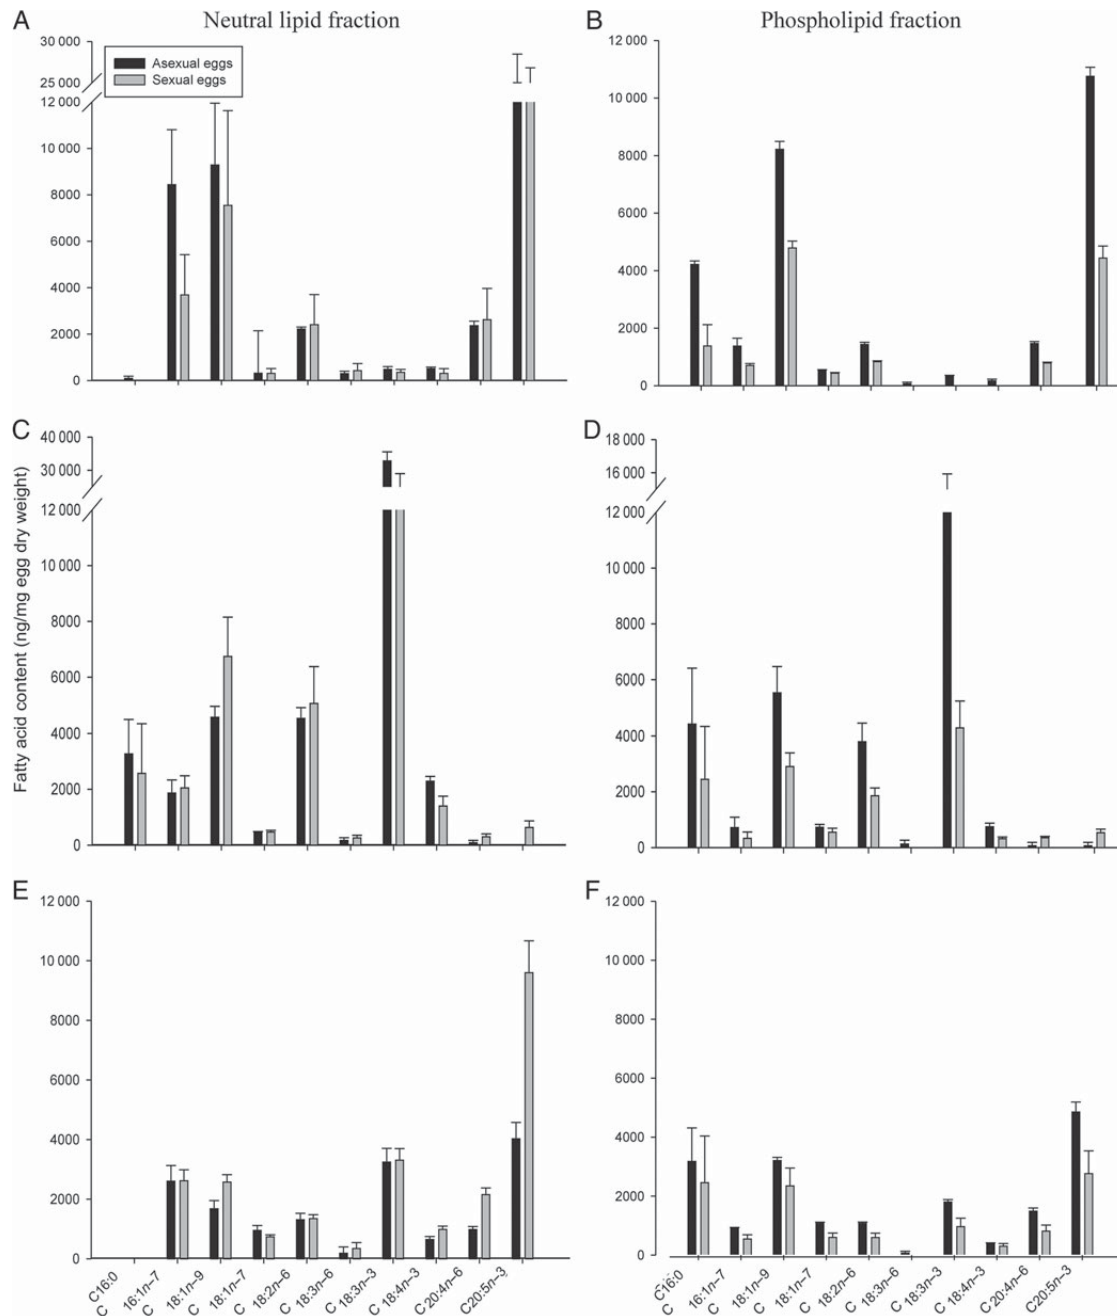 A
Neutral lipid fraction
B
Phospholipid fraction
30 000
25 000
12 000
10 000
8000
6000
4000
2000
0
Asexual eggs
Sexual eggs
12 000
10 000
8000
6000
4000
2000
0
C
D
Fatty acid content (ng/mg egg dry weight)
40 000
30 000
12 000
10 000
8000
6000
4000
2000
0
18 000
16 000
12 000
10 000
8000
6000
4000
2000
0
E
F
12 000
10 000
8000
6000
4000
2000
0
12 000
10 000
8000
6000
4000
2000
0
C16:0
C 16:1n–7
C 18:1n–9
C 18:1n–7
C 18:2n–6
C 18:3n–6
C 18:3n–3
C 18:4n–3
C 20:4n–6
C20:5n–3
C16:0
C 16:1n–7
C 18:1n–9
C 18:1n–7
C 18:2n–6
C 18:3n–6
C 18:3n–3
C 18:4n–3
C 20:4n–6
C20:5n–3